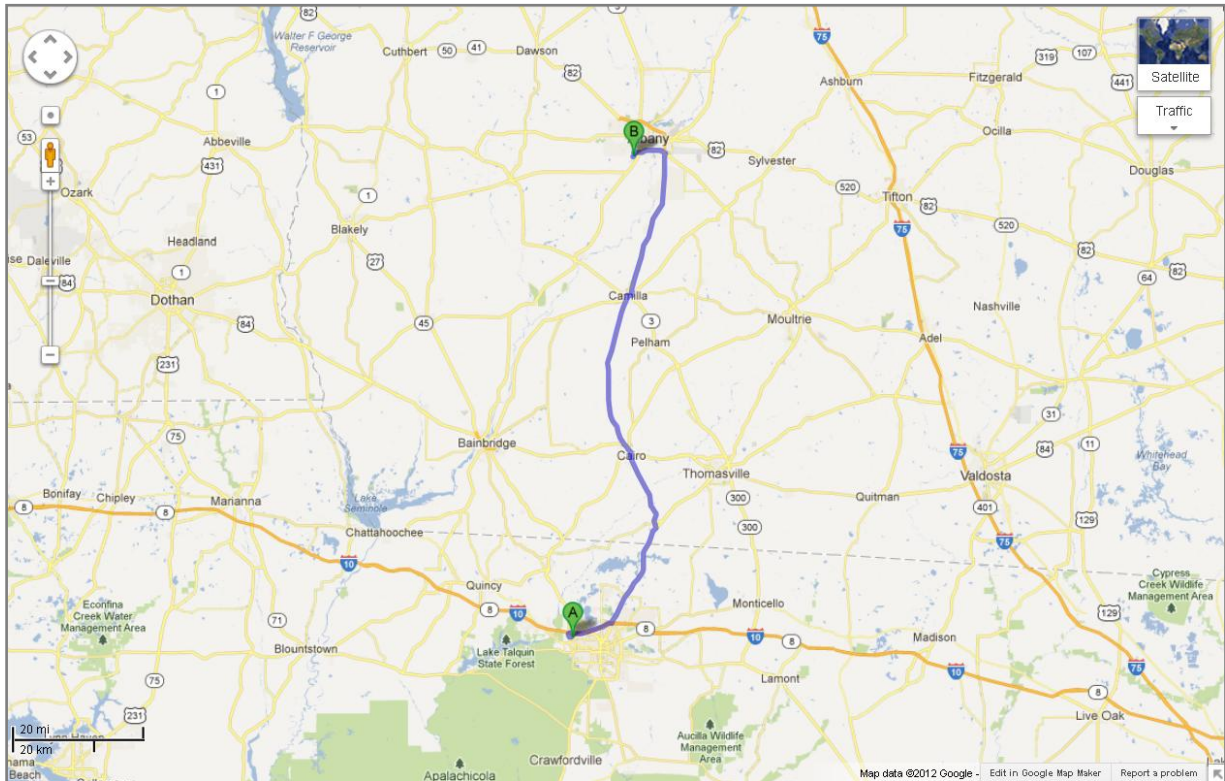 82
Walter F George
Reservoir
Cuthbert
50
41
Dawson
82
75
Ashburn
Fitzgerald
319
107
441
Satellite
Traffic
1
53
Abbeville
431
B
bany
82
Sylvester
Ocilla
Douglas
Ozark
1
Blakely
520
Tifton
82
520
75
82
Headland
27
Daleville
84
1
Dothan
82
64
Camilla
45
84
3
Moultrie
Nashville
Pelham
Adel
231
75
Bainbridge
Cairo
31
11
84
Thomasville
75
Valdosta
Whitehead
Bay
Bonifay
Chipley
Marianna
8
8
Lake
Seminole
300
Quitman
401
129
300
Chattahoochee
10
75
Quincy
8
10
A
Monticello
8
10
8
Cypress
Creek Wildlife
Management Area
129
Econfina
Creek Water
Management Area
71
Blountstown
Lake Talquin
State Forest
Madison
10
75
75
Lamont
8
231
Live Oak
20 mi
20 km
Aucilla Wildlife
Management
Area
Crawfordville
Apalachicola
Map data ©2012 Google -
Edit in Google Map Maker
Report a problem